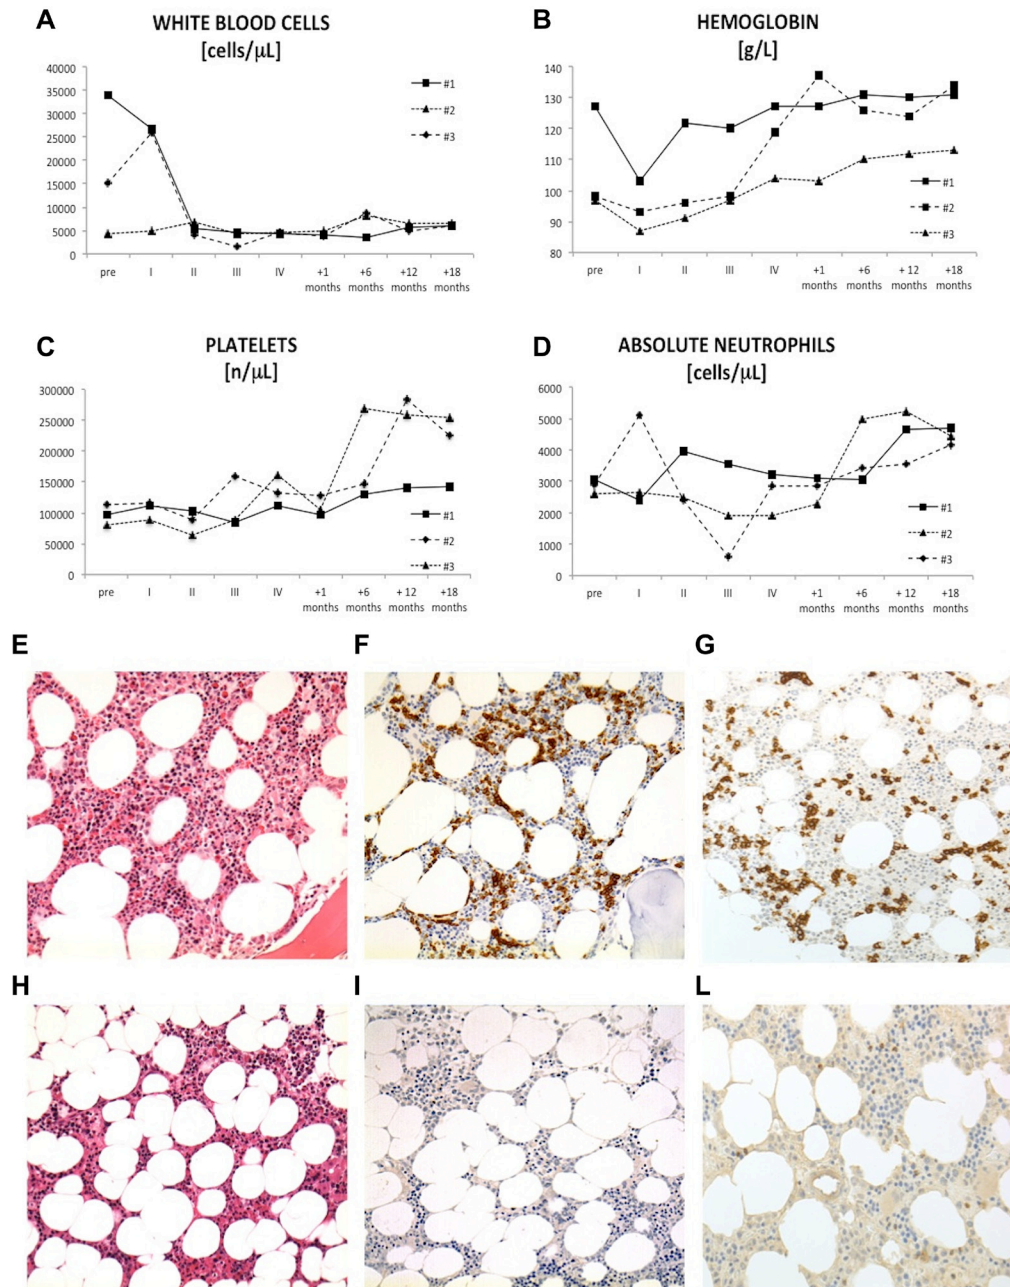 A
WHITE BLOOD CELLS
[cells/µL]
40000
35000
30000
25000
20000
15000
10000
5000
0
#1
#2
#3
pre I II III IV +1 +6 +12 +18
months months months months
B
HEMOGLOBIN
[g/L]
140
130
120
110
100
90
80
#1
#2
#3
Pre I II III IV +1 +6 + 12 +18
months months months months
C
PLATELETS
[n/µL]
300000
250000
200000
150000
100000
50000
0
#1
#2
#3
pre I II III IV +1 +6 + 12 +18
months months months months
D
ABSOLUTE NEUTROPHILS
[cells/µL]
6000
5000
4000
3000
2000
1000
0
#1
#2
#3
pre I II III IV +1 +6 + 12 +18
months months months months
E
F
G
H
I
L